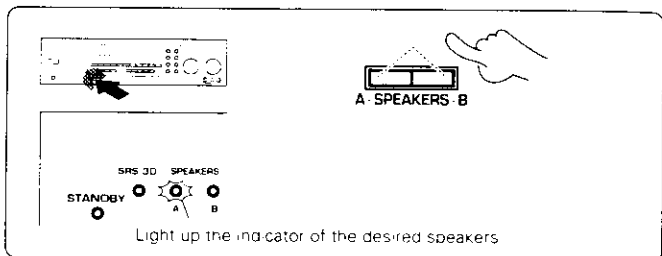 A - SPEAKERS - B
SRS 3D SPEAKERS
STANDBY
A B
Light up the indicator of the desired speakers